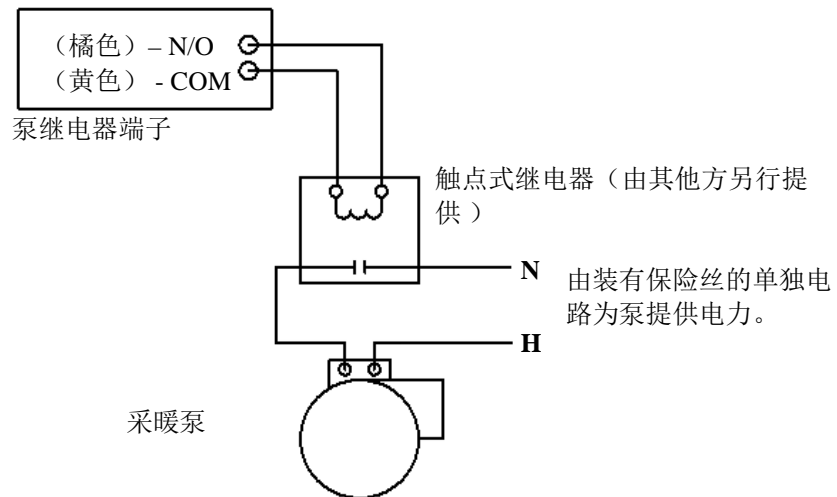 （橘色）– N/O
（黄色） - COM
泵继电器端子
触点式继电器（由其他方另行提
供 ）
N
由装有保险丝的单独电
路为泵提供电力。
H
采暖泵